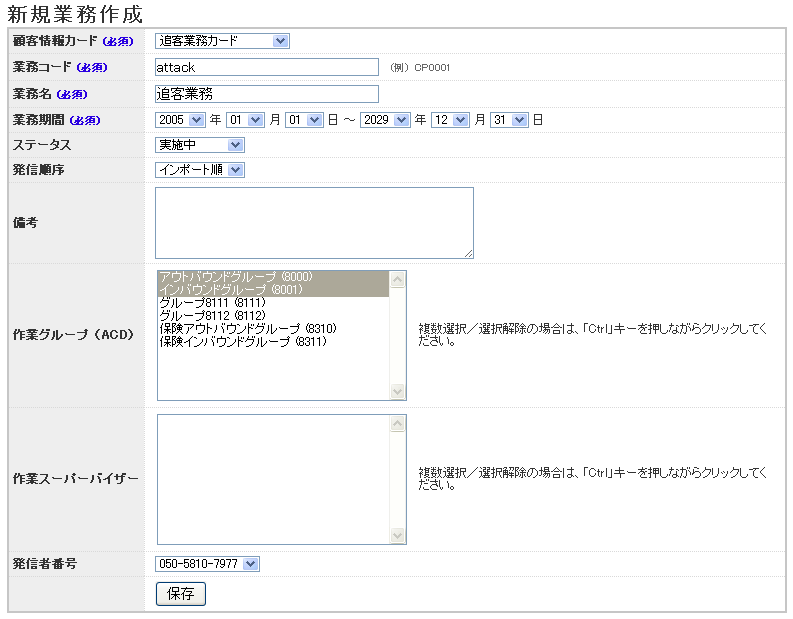 新規業務作成
顧客情報カード (必須) 追客業務カード
業務コード (必須) attack (例) CP0001
業務名 (必須) 追客業務
業務期間 (必須) 2005 年 01 月 01 日 ～ 2029 年 12 月 31 日
ステータス 実施中
発信順序 インポート順
備考
作業グループ (ACD)
アウトバウンドグループ (8000)
インバウンドグループ (8001)
グループ8111 (8111)
グループ8112 (8112)
保険アウトバウンドグループ (8310)
保険インバウンドグループ (8311)
複数選択／選択解除の場合は、「Ctrl」キーを押しながらクリックしてく
ださい。
作業スーパーバイザー
複数選択／選択解除の場合は、「Ctrl」キーを押しながらクリックしてく
ださい。
発信者番号 050-5810-7977
保存